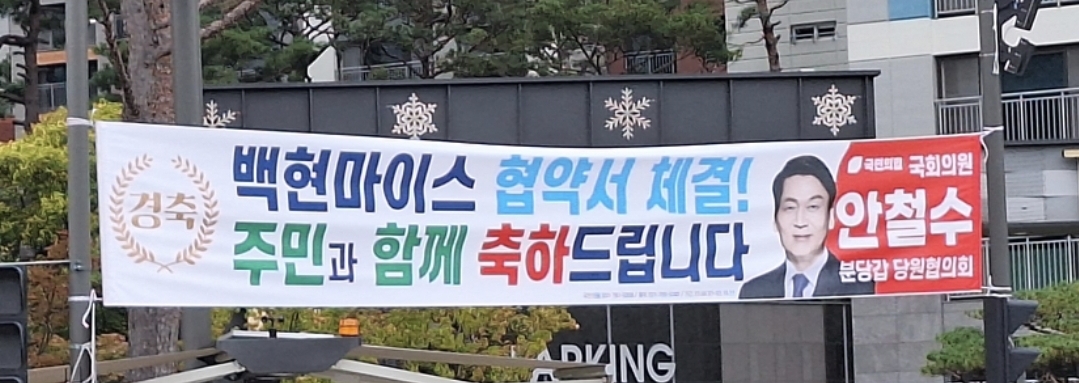 경축
백현마이스 협약서 체결!
주민과 함께 축하드립니다
국민의힘 국회의원
안철수
분당갑 당원협의회
PARKING